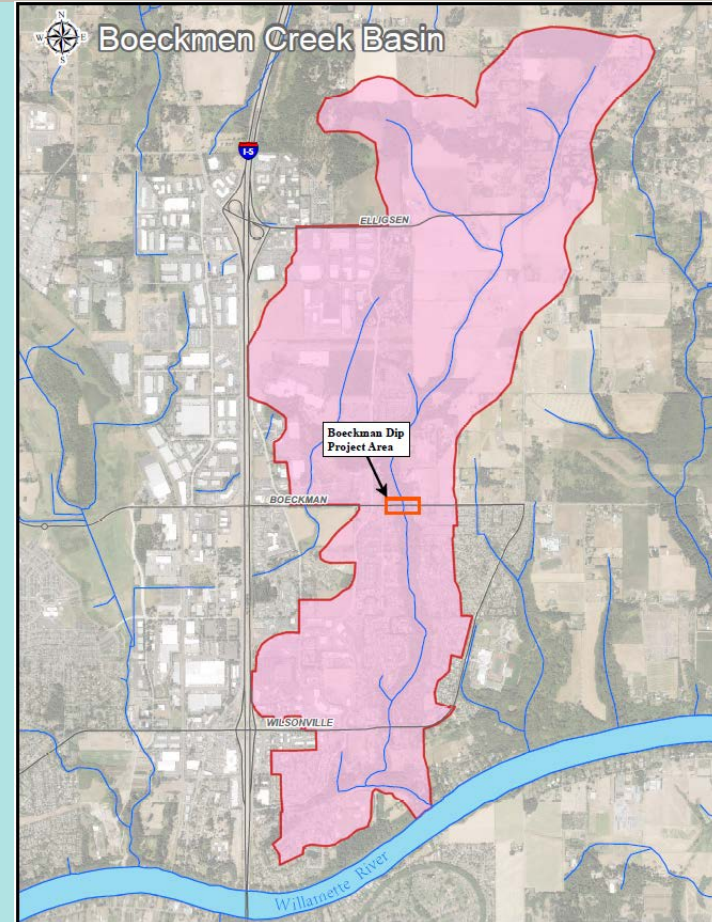 N
W E
S
Boeckmen Creek Basin
I-5
ELLIGSEN
Boeckman Dip
Project Area
BOECKMAN
WILSONVILLE
Willamette River